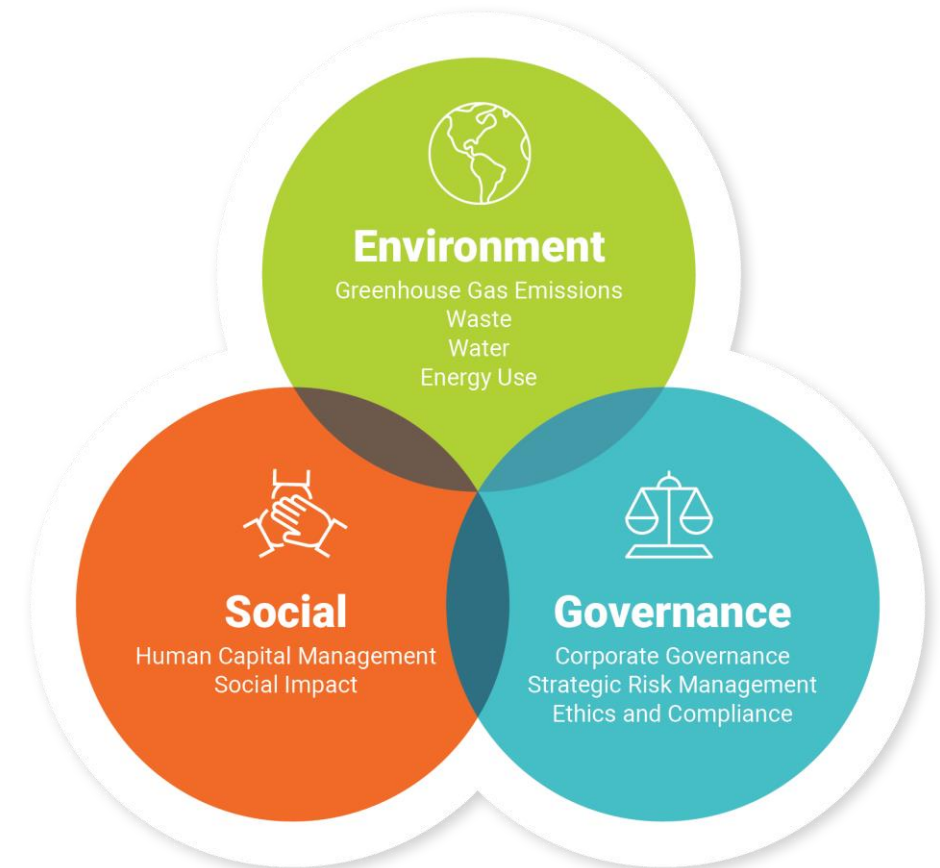 Environment
Greenhouse Gas Emissions
Waste
Water
Energy Use
Social
Human Capital Management
Social Impact
Governance
Corporate Governance
Strategic Risk Management
Ethics and Compliance